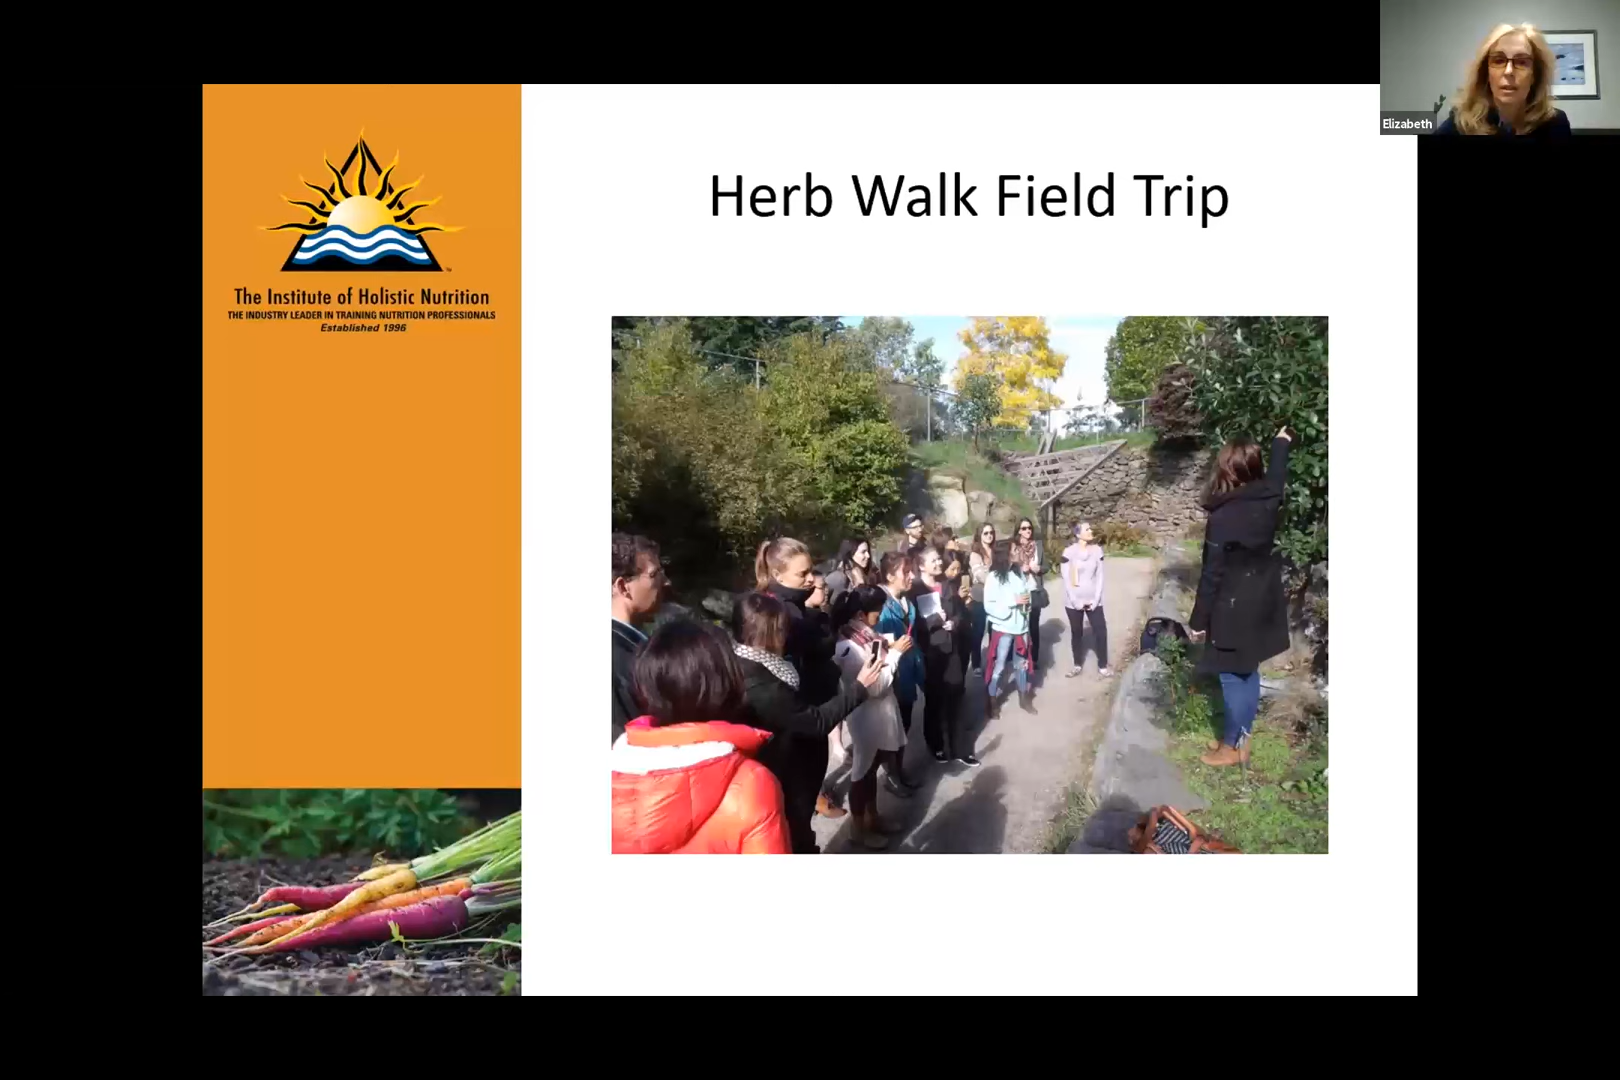 Elizabeth
Herb Walk Field Trip
The Institute of Holistic Nutrition
THE INDUSTRY LEADER IN TRAINING NUTRITION PROFESSIONALS
Established 1996